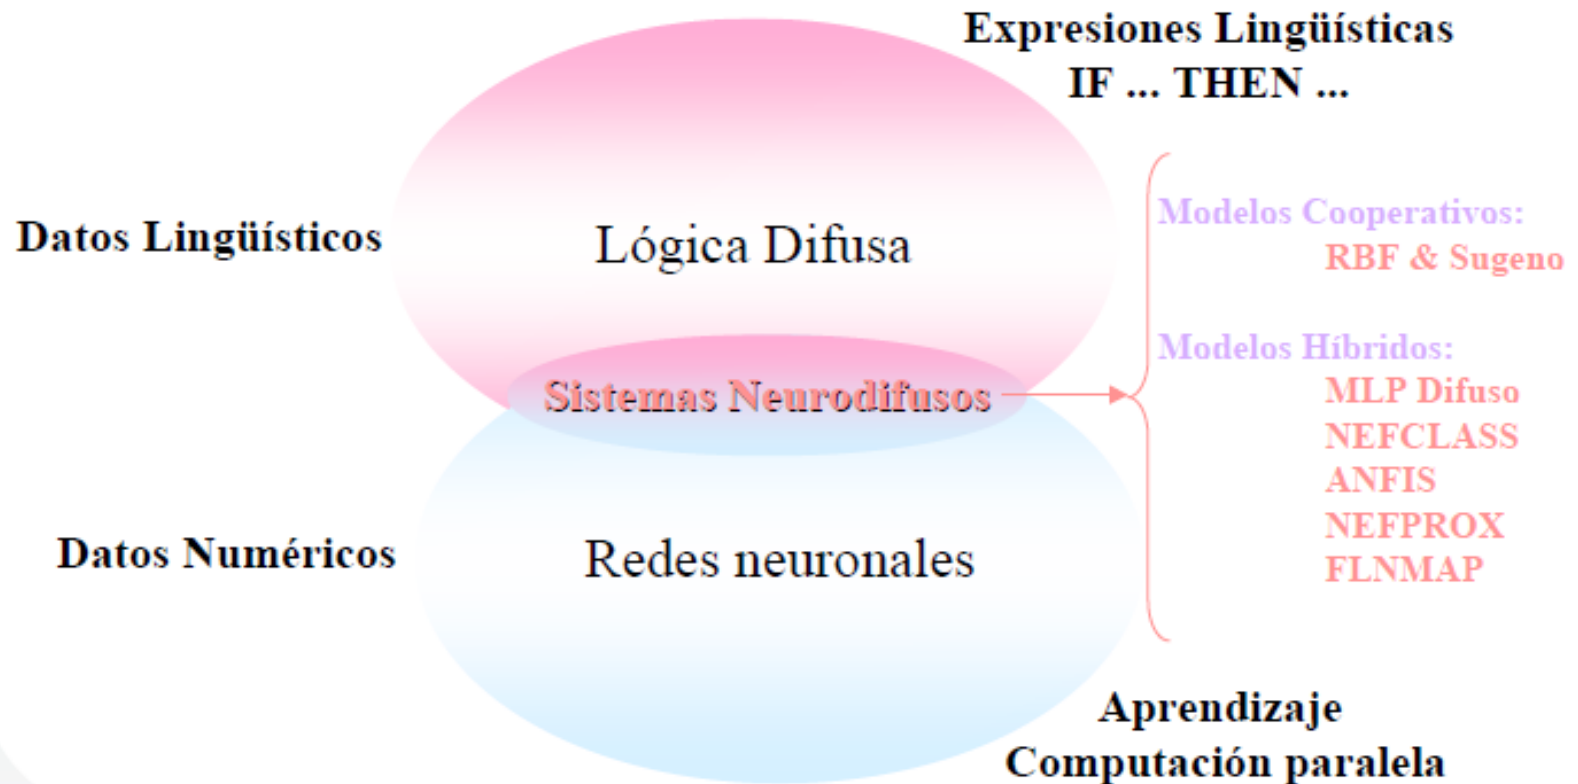 Expresiones Lingüísticas
IF ... THEN ...
Datos Lingüísticos
Lógica Difusa
Modelos Cooperativos:
RBF & Sugeno
Modelos Híbridos:
MLP Difuso
NEFCLASS
ANFIS
NEFPROX
FLNMAP
Sistemas Neurodifusos
Datos Numéricos
Redes neuronales
Aprendizaje
Computación paralela